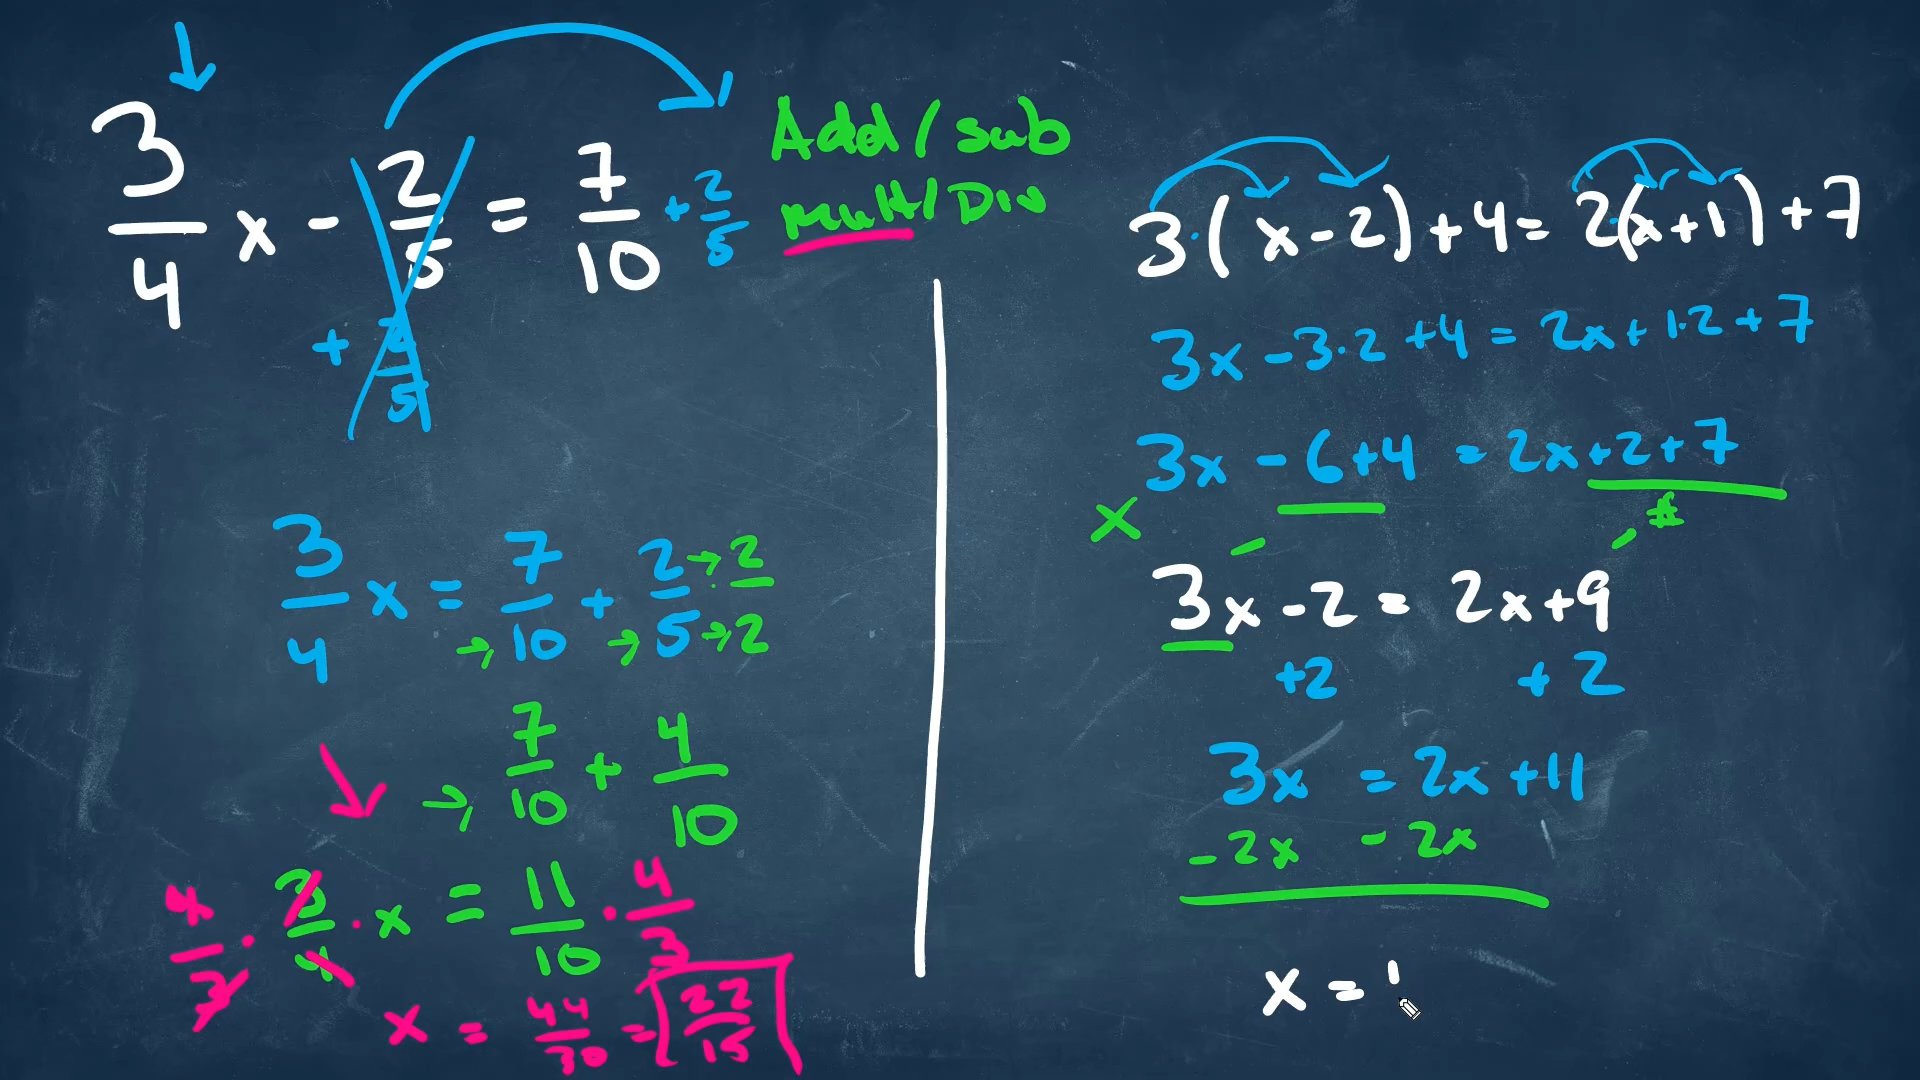 3/4 x - 2/5 = 7/10 + 2/5
+ 2/5
Add/sub
mult/Div
3/4 x = 7/10 + 2/5 → 2/2
→ 7/10 + 4/10
4/3 · 3/4 · x = 11/10 · 4/3
x = 44/30 = 22/15
3·(x-2)+4=2·(x+1)+7
3x-3·2+4=2x+1·2+7
3x-6+4=2x+2+7
x #
3x-2=2x+9
+2 +2
3x =2x+11
-2x -2x
x=